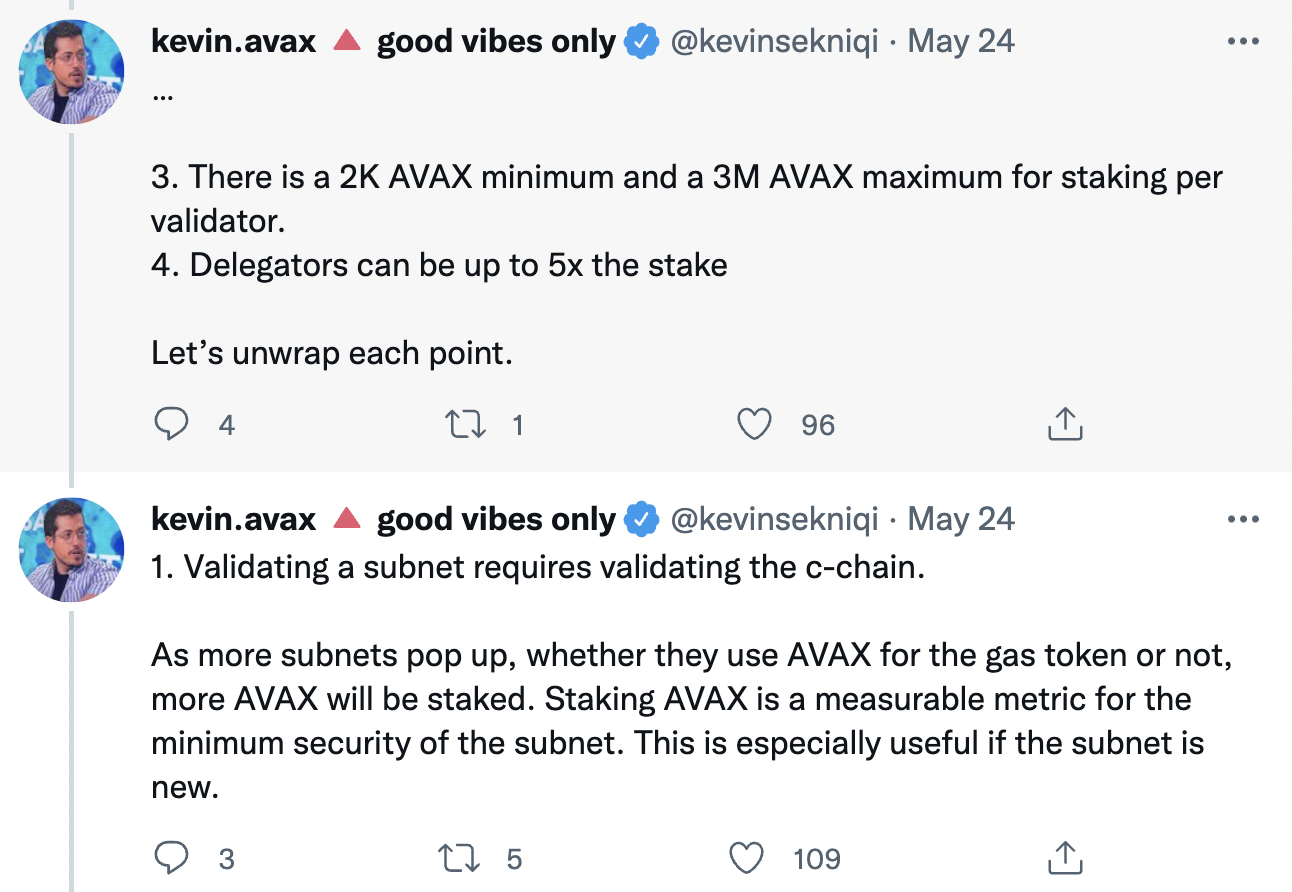 kevin.avax 🔺 good vibes only @kevinsekniqi · May 24
...
3. There is a 2K AVAX minimum and a 3M AVAX maximum for staking per
validator.
4. Delegators can be up to 5x the stake
Let’s unwrap each point.
4 1 96
kevin.avax 🔺 good vibes only @kevinsekniqi · May 24
1. Validating a subnet requires validating the c-chain.
As more subnets pop up, whether they use AVAX for the gas token or not,
more AVAX will be staked. Staking AVAX is a measurable metric for the
minimum security of the subnet. This is especially useful if the subnet is
new.
3 5 109